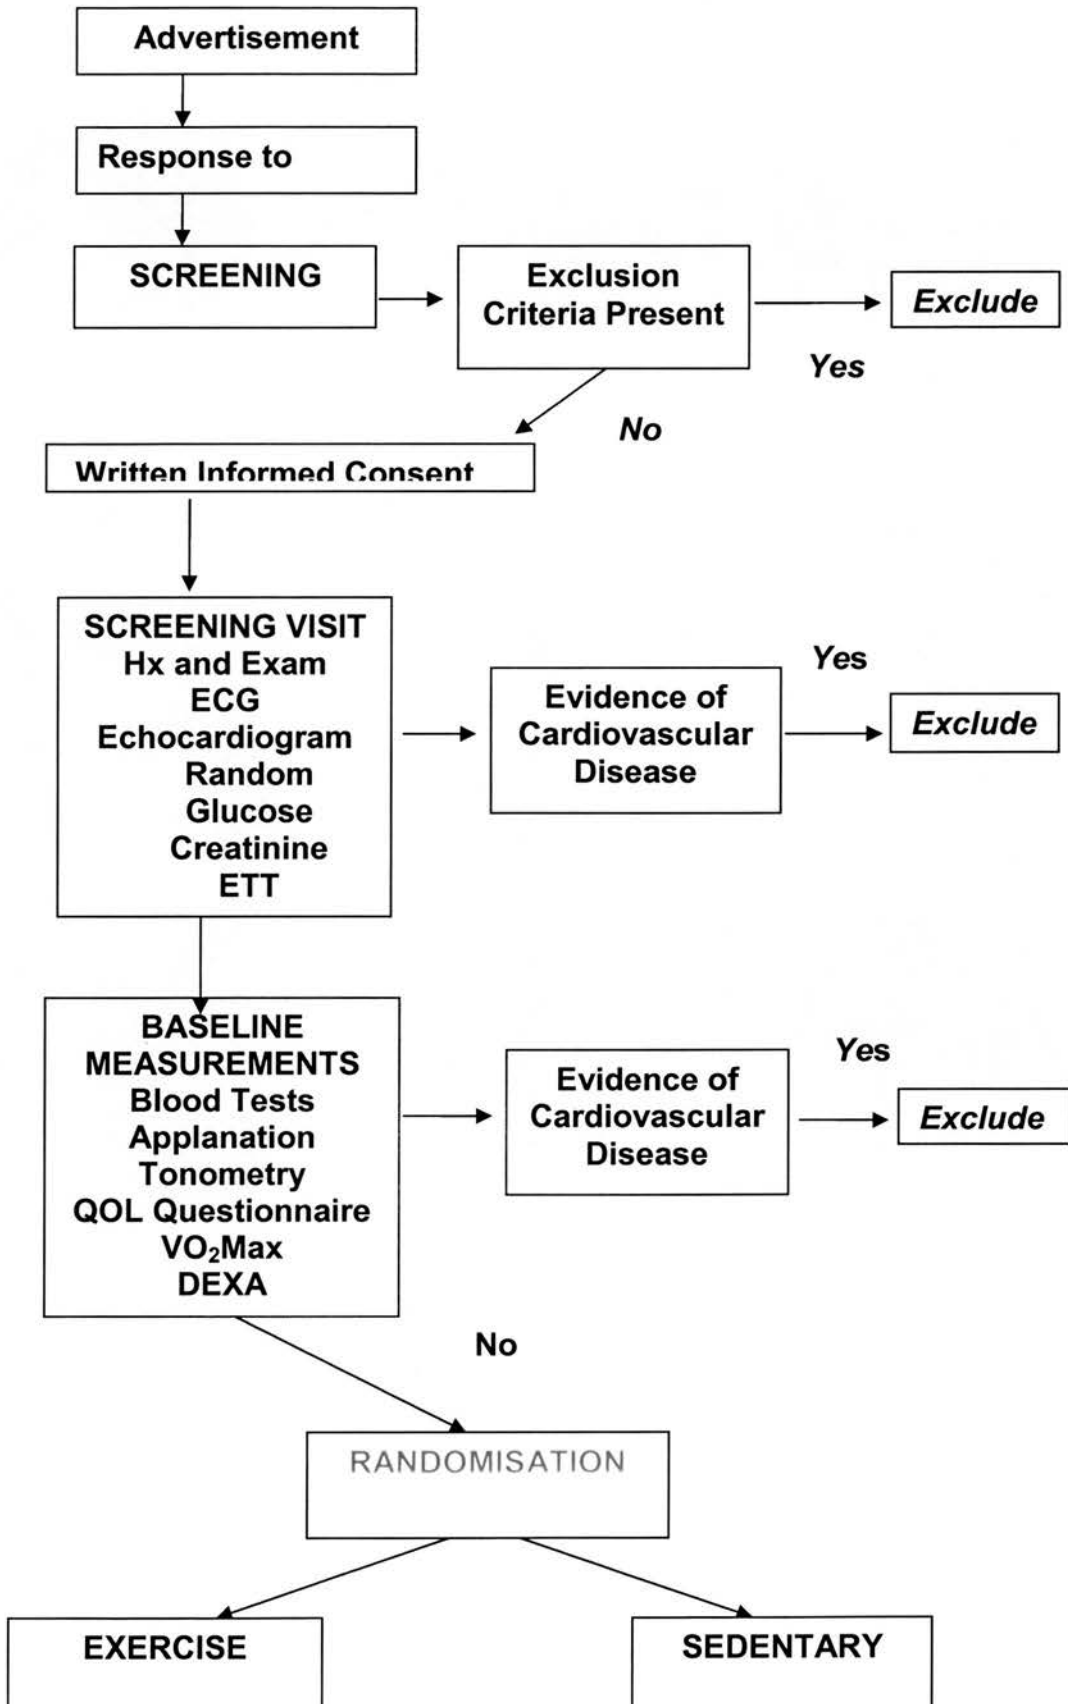 Advertisement
Response to
SCREENING
Exclusion
Criteria Present
Exclude
Yes
No
Written Informed Consent
SCREENING VISIT
Hx and Exam
ECG
Echocardiogram
Random
Glucose
Creatinine
ETT
Evidence of
Cardiovascular
Disease
Yes
Exclude
BASELINE
MEASUREMENTS
Blood Tests
Applanation
Tonometry
QOL Questionnaire
VO₂Max
DEXA
Evidence of
Cardiovascular
Disease
Yes
Exclude
No
RANDOMISATION
EXERCISE
SEDENTARY